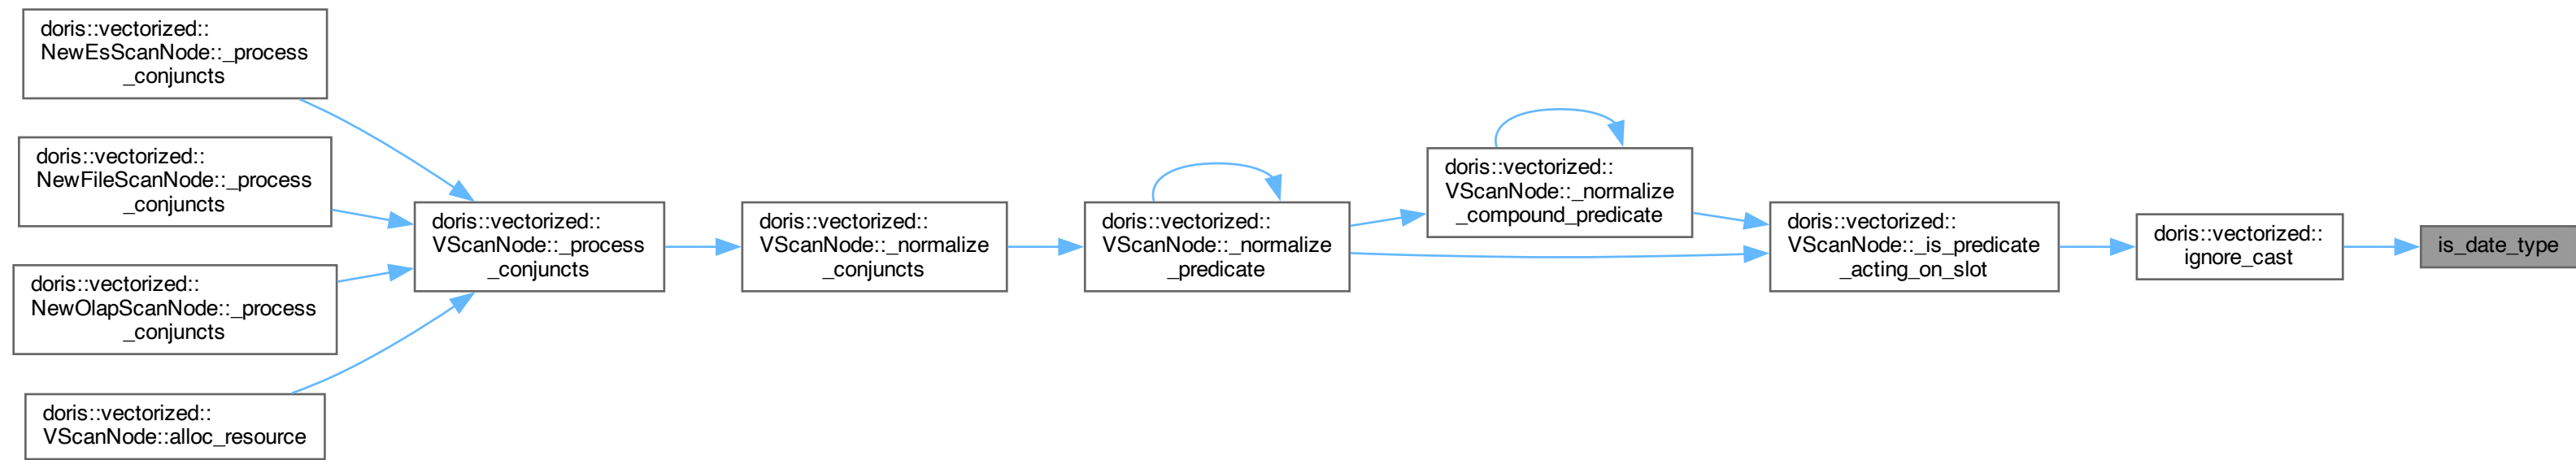 doris::vectorized::
NewEsScanNode::_process
_conjuncts
doris::vectorized::
NewFileScanNode::_process
_conjuncts
doris::vectorized::
NewOlapScanNode::_process
_conjuncts
doris::vectorized::
VScanNode::alloc_resource
doris::vectorized::
VScanNode::_process
_conjuncts
doris::vectorized::
VScanNode::_normalize
_conjuncts
doris::vectorized::
VScanNode::_normalize
_predicate
doris::vectorized::
VScanNode::_normalize
_compound_predicate
doris::vectorized::
VScanNode::_is_predicate
_acting_on_slot
doris::vectorized::
ignore_cast
is_date_type